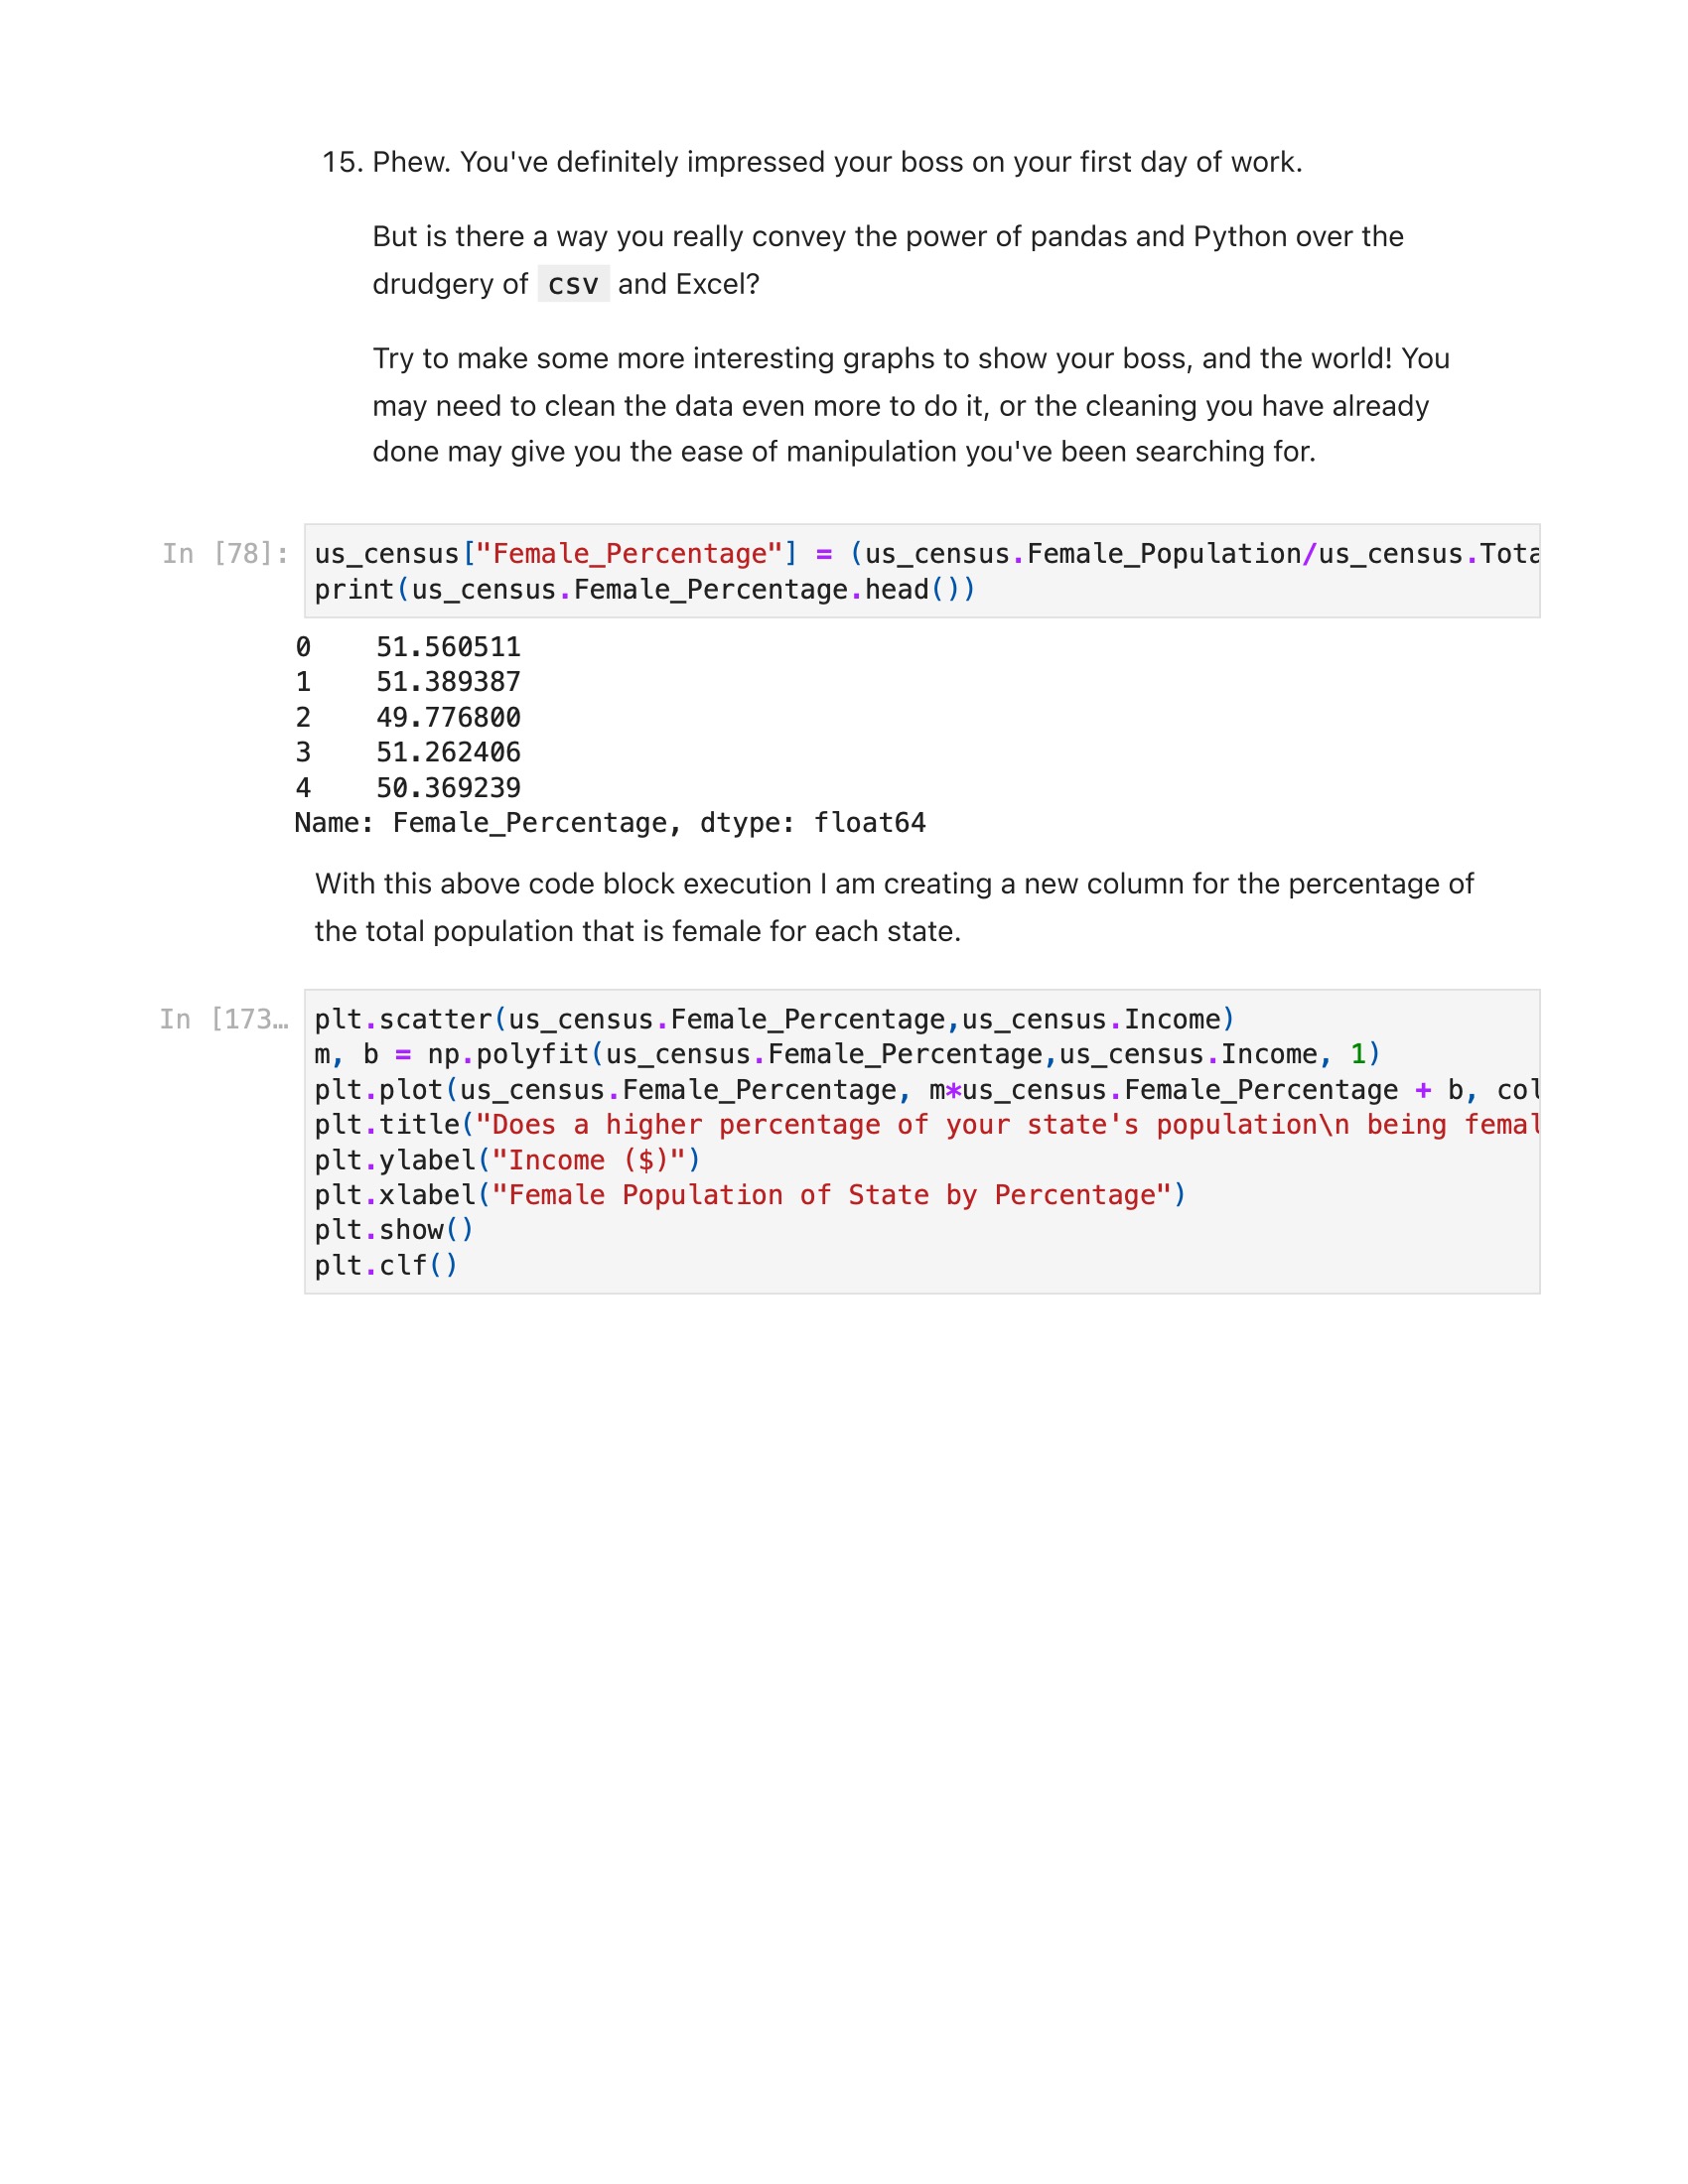 15. Phew. You've definitely impressed your boss on your first day of work.
But is there a way you really convey the power of pandas and Python over the
drudgery of csv and Excel?
Try to make some more interesting graphs to show your boss, and the world! You
may need to clean the data even more to do it, or the cleaning you have already
done may give you the ease of manipulation you've been searching for.
In [78]: us_census["Female_Percentage"] = (us_census.Female_Population/us_census.Tota
print(us_census.Female_Percentage.head())
0    51.560511
1    51.389387
2    49.776800
3    51.262406
4    50.369239
Name: Female_Percentage, dtype: float64
With this above code block execution I am creating a new column for the percentage of
the total population that is female for each state.
In [173… plt.scatter(us_census.Female_Percentage,us_census.Income)
m, b = np.polyfit(us_census.Female_Percentage,us_census.Income, 1)
plt.plot(us_census.Female_Percentage, m*us_census.Female_Percentage + b, col
plt.title("Does a higher percentage of your state's population\n being femal
plt.ylabel("Income ($)")
plt.xlabel("Female Population of State by Percentage")
plt.show()
plt.clf()